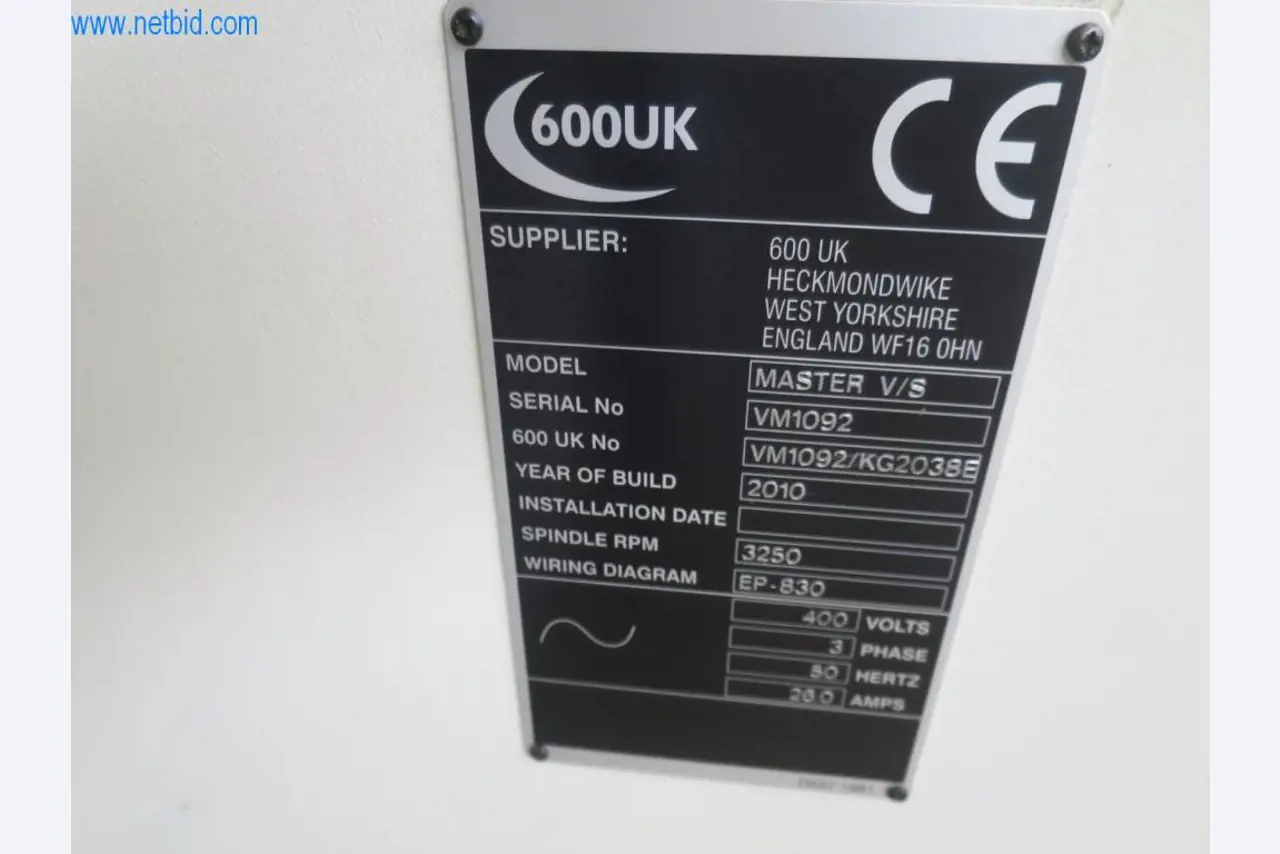 www.netbid.com
600UK
CE
SUPPLIER:
600 UK
HECKMONDWIKE
WEST YORKSHIRE
ENGLAND WF16 0HN
MODEL MASTER V/S
SERIAL No VM1092
600 UK No VM1092/KG2038E
YEAR OF BUILD 2010
INSTALLATION DATE
SPINDLE RPM 3250
WIRING DIAGRAM EP-830
400 VOLTS
3 PHASE
50 HERTZ
AMPS